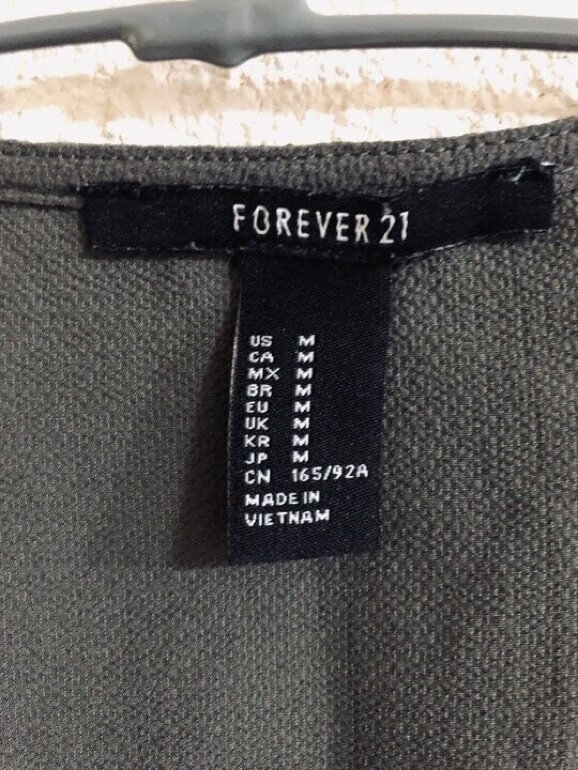 FOREVER 21
US M
CA M
MX M
BR M
EU M
UK M
KR M
JP M
CN 165/92A
MADE IN
VIETNAM